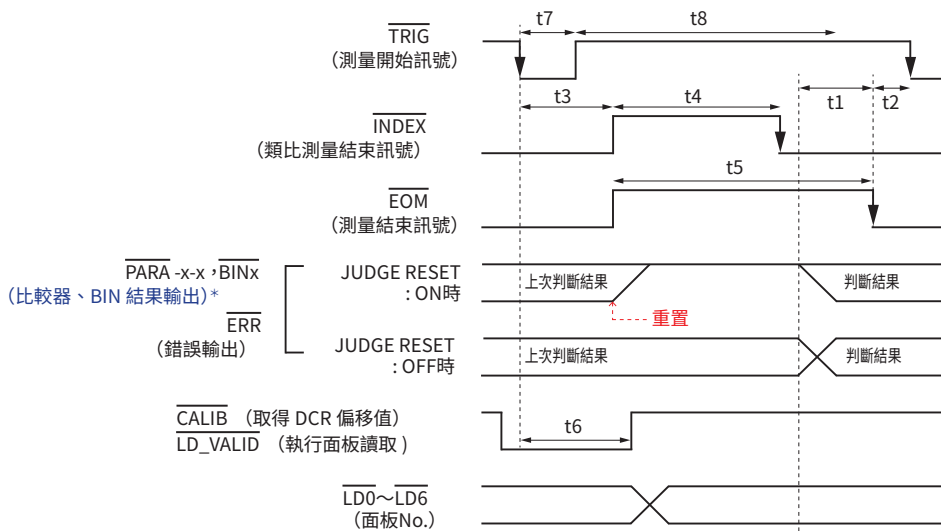 t7
t8
TRIG
(測量開始訊號)
t1
t2
t3
t4
INDEX
(類比測量結束訊號)
t5
EOM
(測量結束訊號)
PARA -x-x，BINx
(比較器、BIN 結果輸出)*
JUDGE RESET
: ON時
上次判斷結果
判斷結果
重置
ERR
(錯誤輸出)
JUDGE RESET
: OFF時
上次判斷結果
判斷結果
CALIB (取得 DCR 偏移值)
LD_VALID (執行面板讀取 )
t6
LD0～LD6
(面板No.)